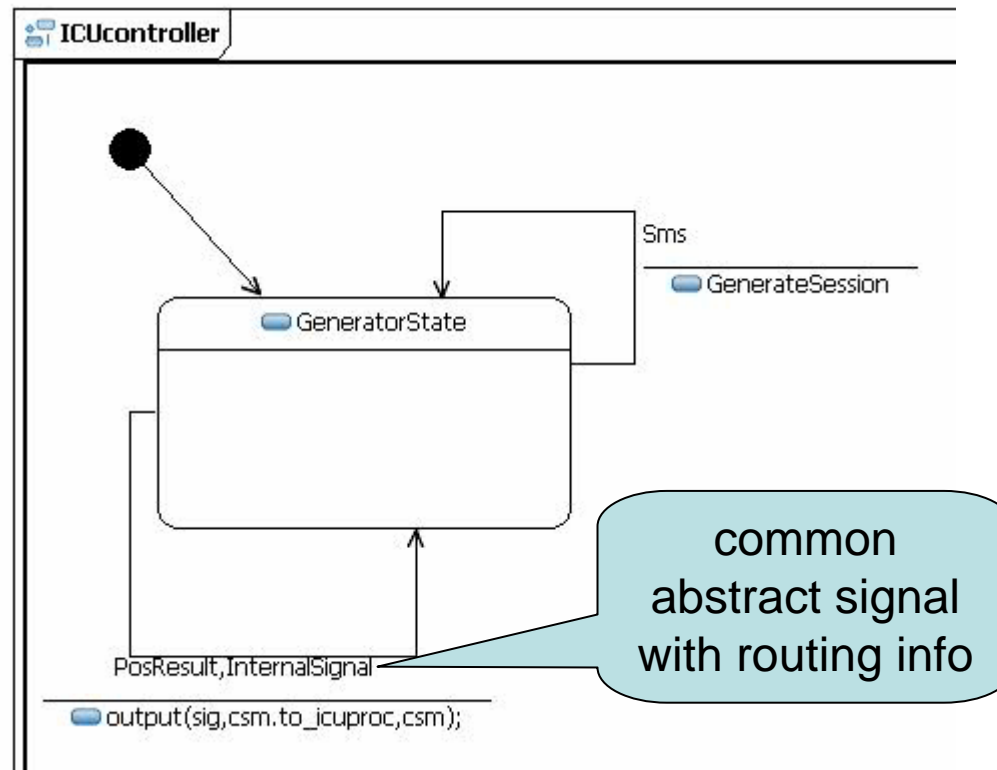 ICUcontroller
Sms
GenerateSession
GeneratorState
common
abstract signal
with routing info
PosResult,InternalSignal
output(sig,csm.to_icuproc,csm);